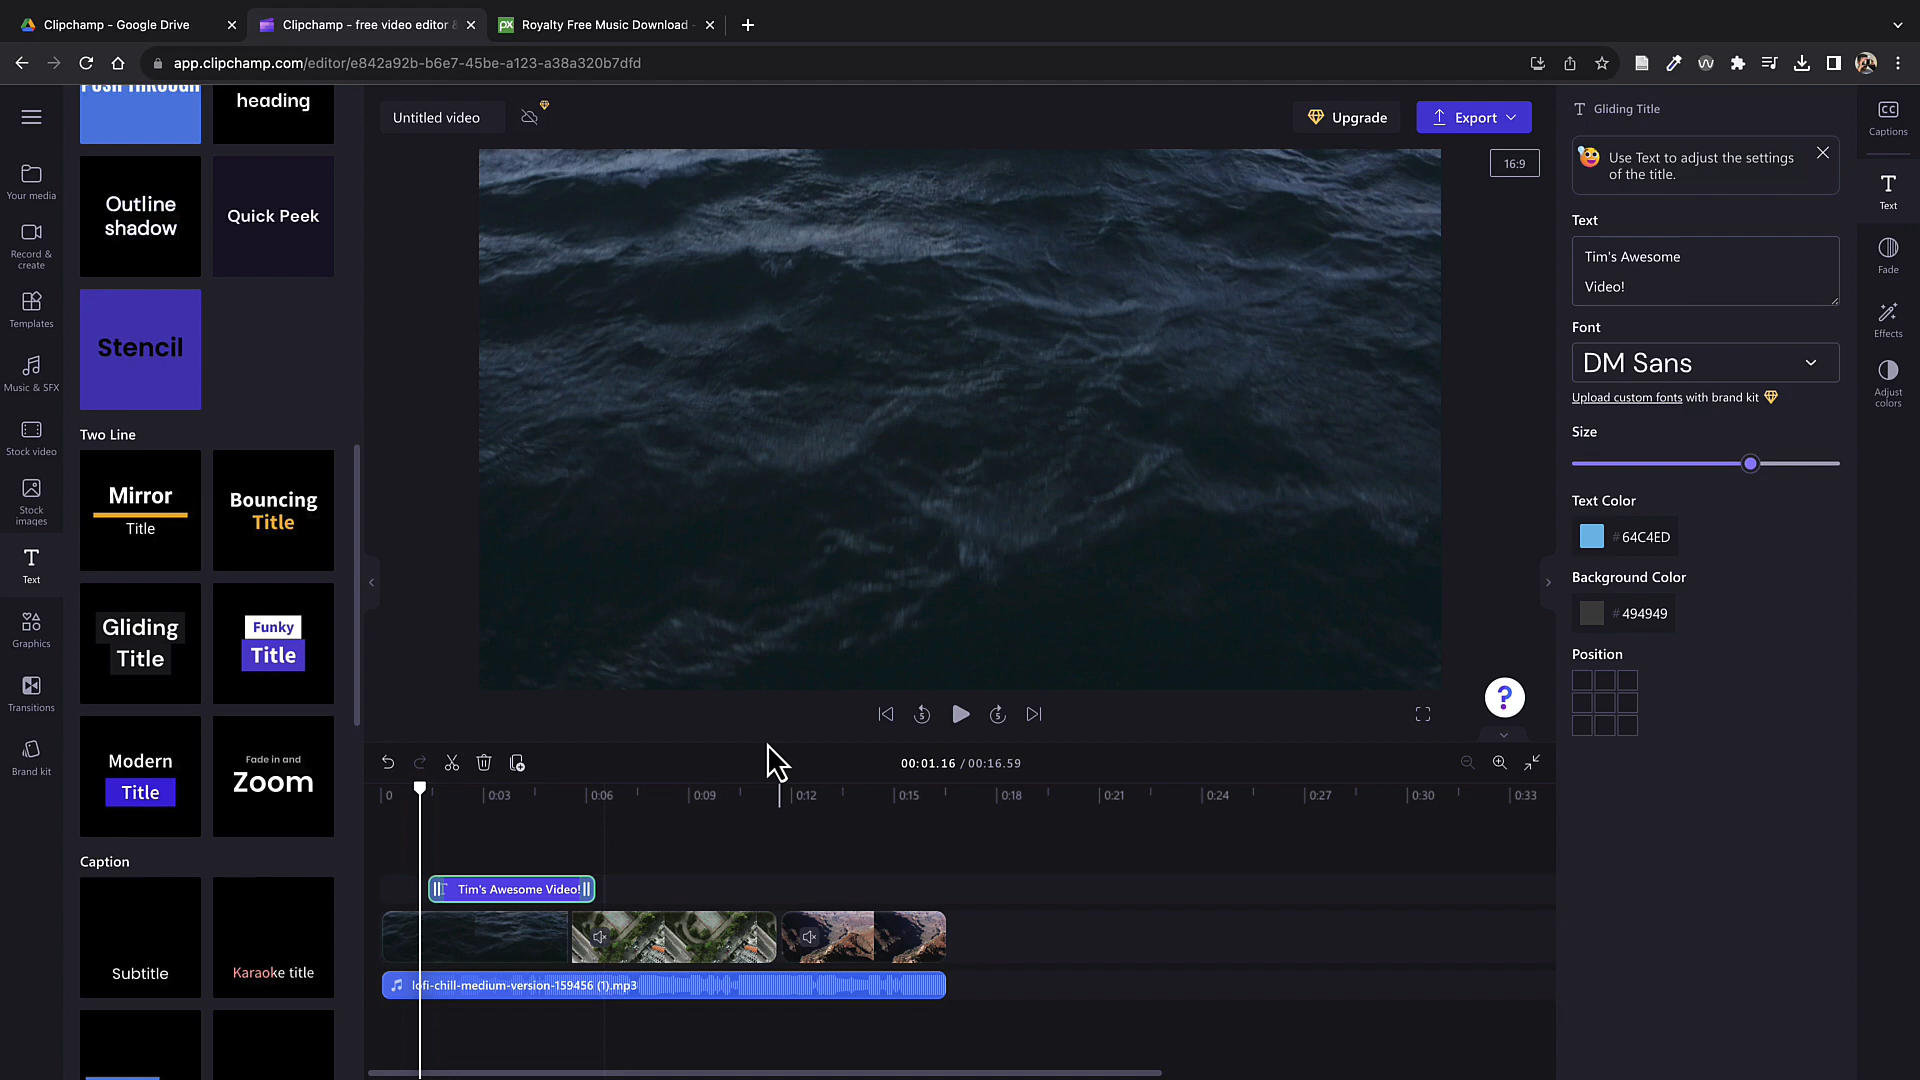 Clipchamp - Google Drive
Clipchamp - free video editor &
Royalty Free Music Download -
app.clipchamp.com/editor/e842a92b-b6e7-45be-a123-a38a320b7dfd
Untitled video
Upgrade
Export
16:9
Your media
Record &
create
Templates
Music & SFX
Stock video
Stock
images
Text
Graphics
Transitions
Brand kit
heading
Outline
shadow
Quick Peek
Stencil
Two Line
Mirror
Title
Bouncing
Title
Gliding
Title
Funky
Title
Modern
Title
Fade in and
Zoom
Caption
Subtitle
Karaoke title
00:01.16 / 00:16.59
0
0:03
0:06
0:09
0:12
0:15
0:18
0:21
0:24
0:27
0:30
0:33
Tim's Awesome Video!
lofi-chill-medium-version-159456 (1).mp3
Gliding Title
Use Text to adjust the settings
of the title.
Text
Tim's Awesome
Video!
Font
DM Sans
Upload custom fonts with brand kit
Size
Text Color
# 64C4ED
Background Color
# 494949
Position
CC
Captions
Text
Fade
Effects
Adjust
colors